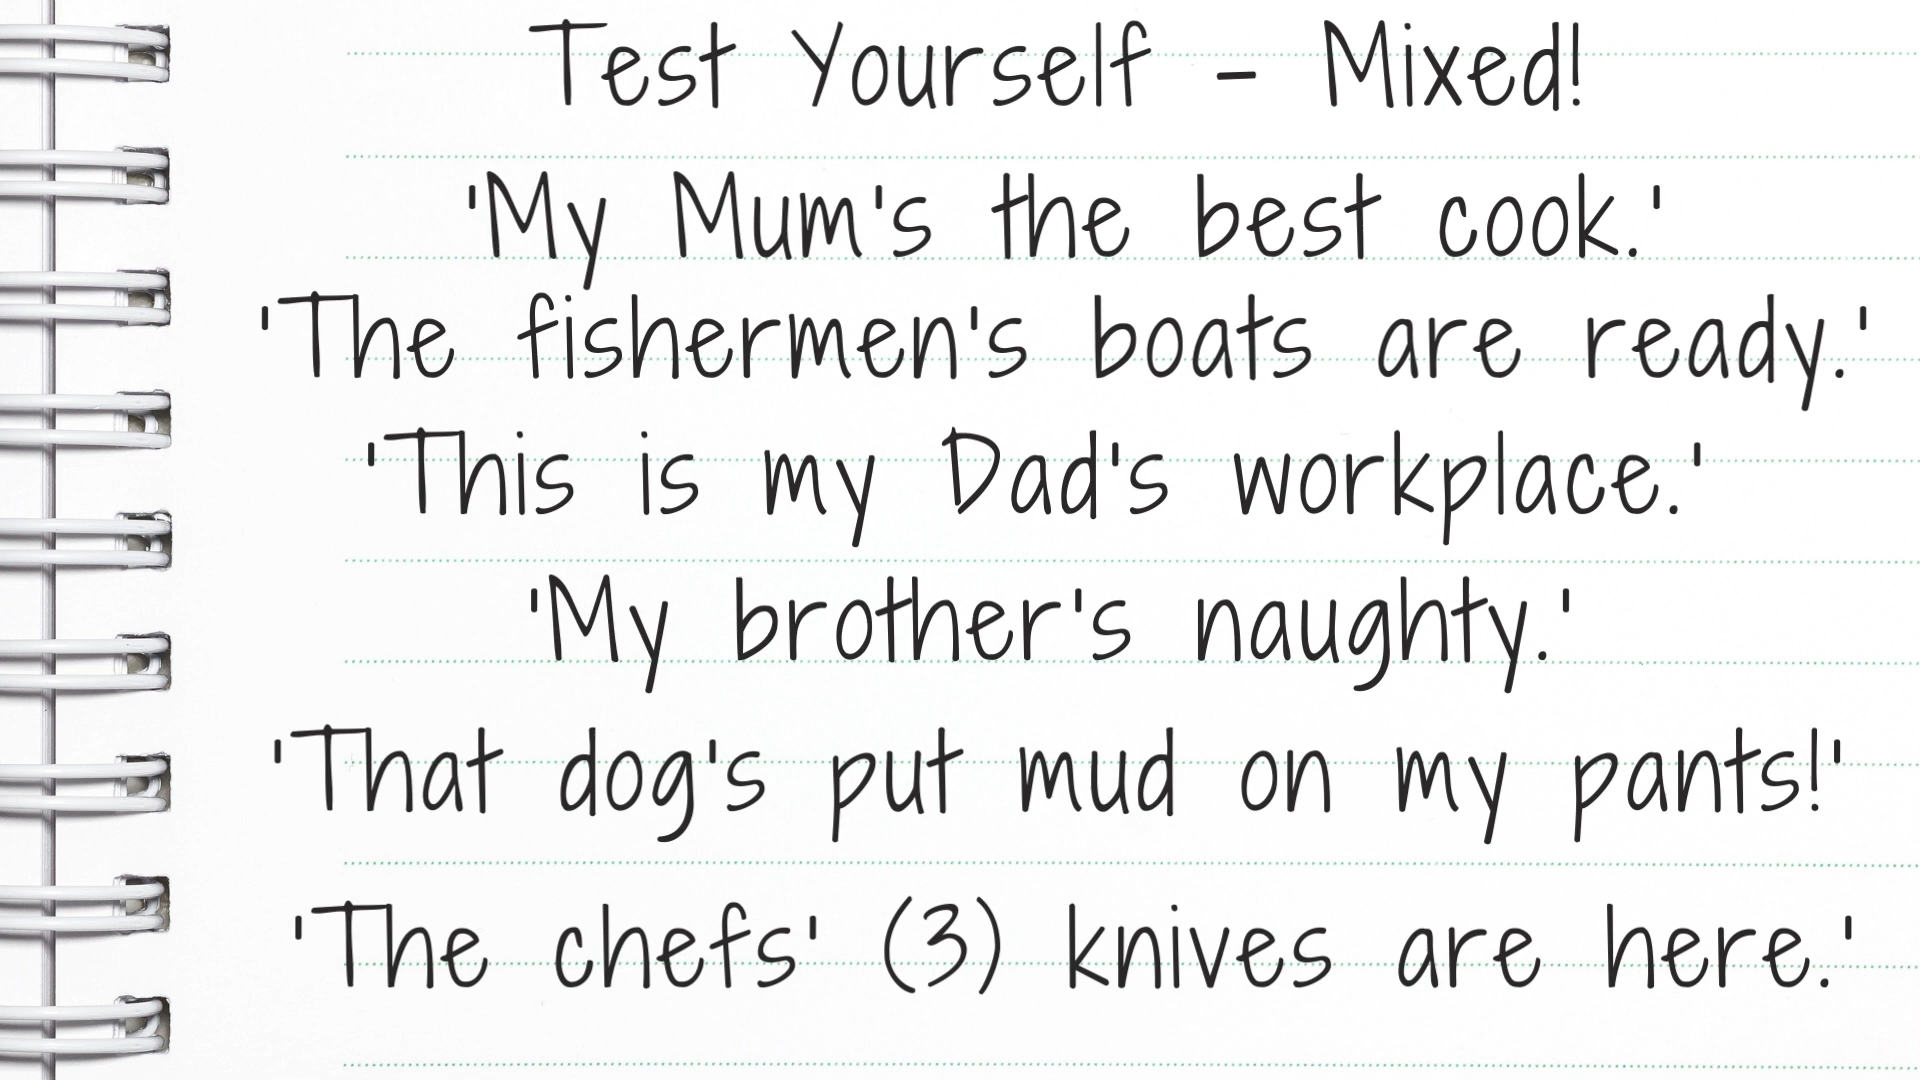 Test Yourself - Mixed!
'My Mum's the best cook.'
'The fishermen's boats are ready.'
'This is my Dad's workplace.'
'My brother's naughty.'
'That dog's put mud on my pants!'
'The chefs' (3) knives are here.'